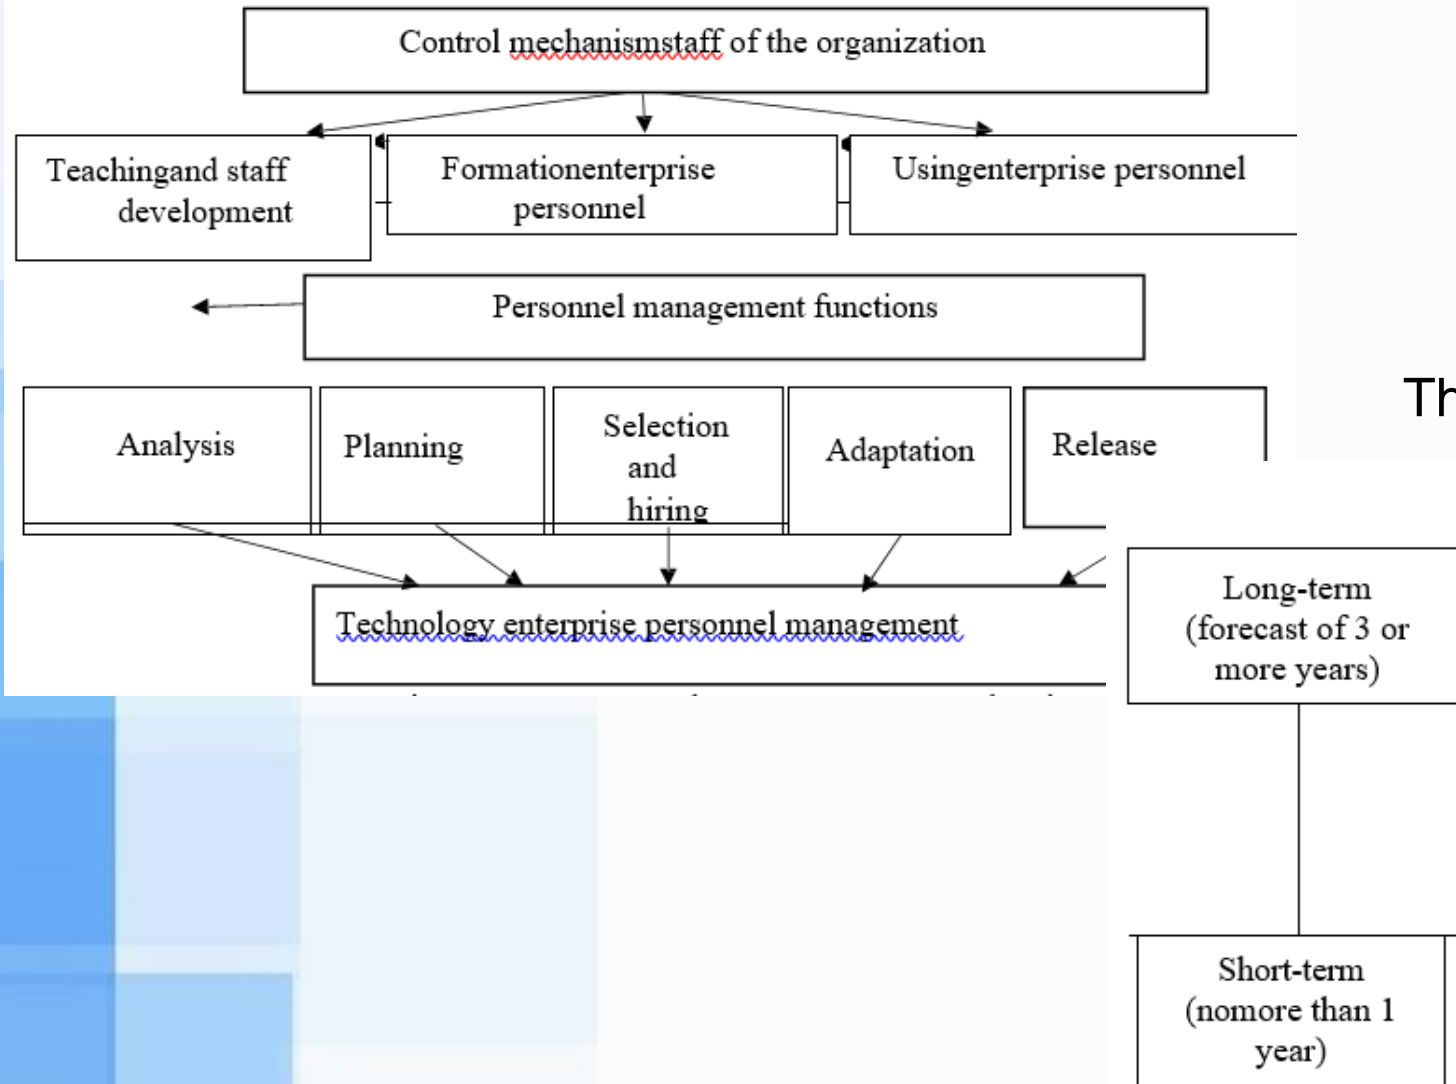 Control mechanismstaff of the organization
Teachingand staff
development
Formationenterprise
personnel
Usingenterprise personnel
Personnel management functions
Analysis
Planning
Selection
and
hiring
Adaptation
Release
Technology enterprise personnel management
Long-term
(forecast of 3 or
more years)
Short-term
(nomore than 1
year)